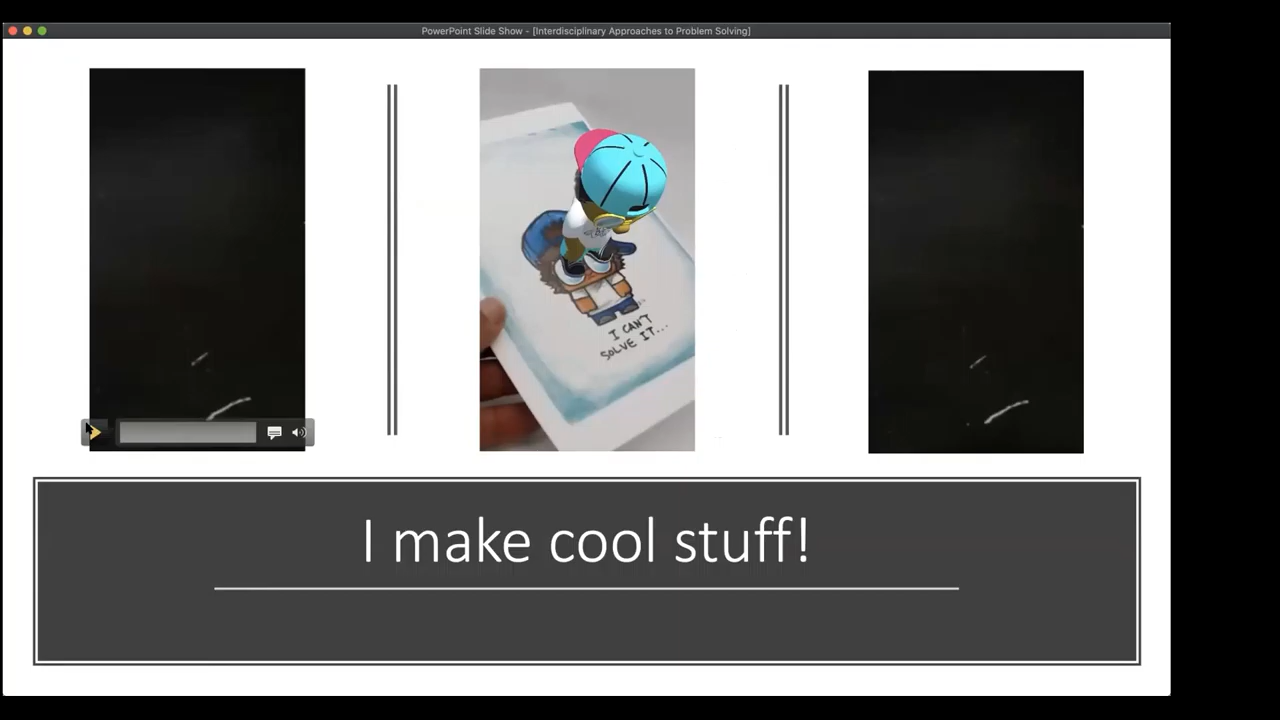 PowerPoint Slide Show - [Interdisciplinary Approaches to Problem Solving]
I CAN'T
SOLVE IT...
I make cool stuff!